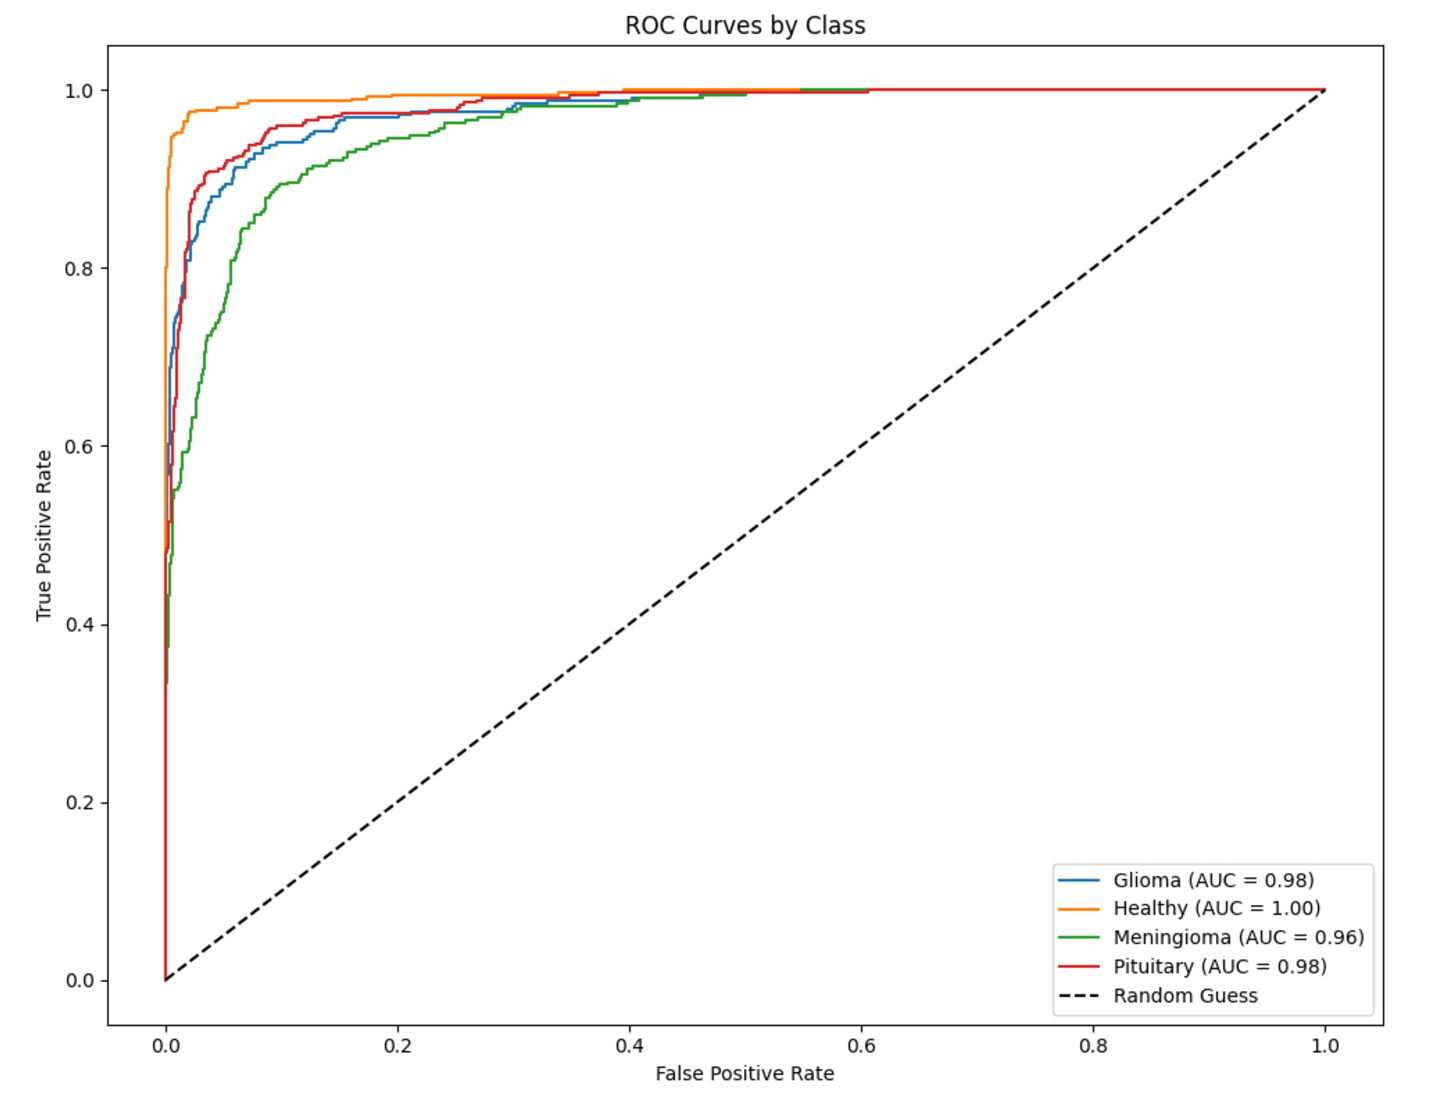 ROC Curves by Class
True Positive Rate
1.0
0.8
0.6
0.4
0.2
0.0
Glioma (AUC = 0.98)
Healthy (AUC = 1.00)
Meningioma (AUC = 0.96)
Pituitary (AUC = 0.98)
Random Guess
0.0 0.2 0.4 0.6 0.8 1.0
False Positive Rate